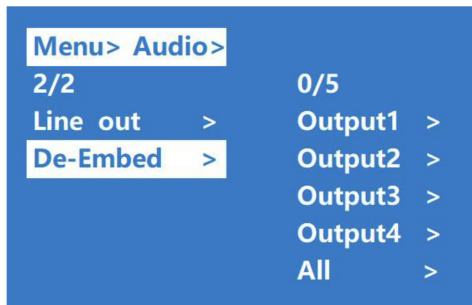 Menu> Audio>
2/2
Line out >
De-Embed >
0/5
Output1 >
Output2 >
Output3 >
Output4 >
All >